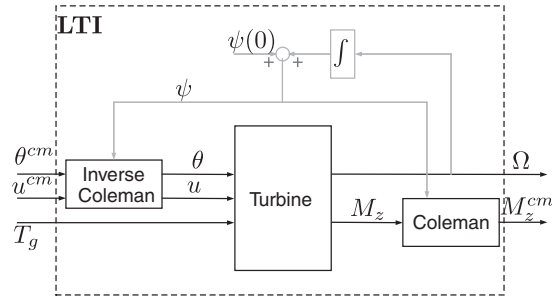 LTI
ψ(0)
+ +
∫
ψ
θ^{cm}
u^{cm}
T_g
Inverse
Coleman
θ
u
Turbine
Ω
M_z
Coleman
M_z^{cm}